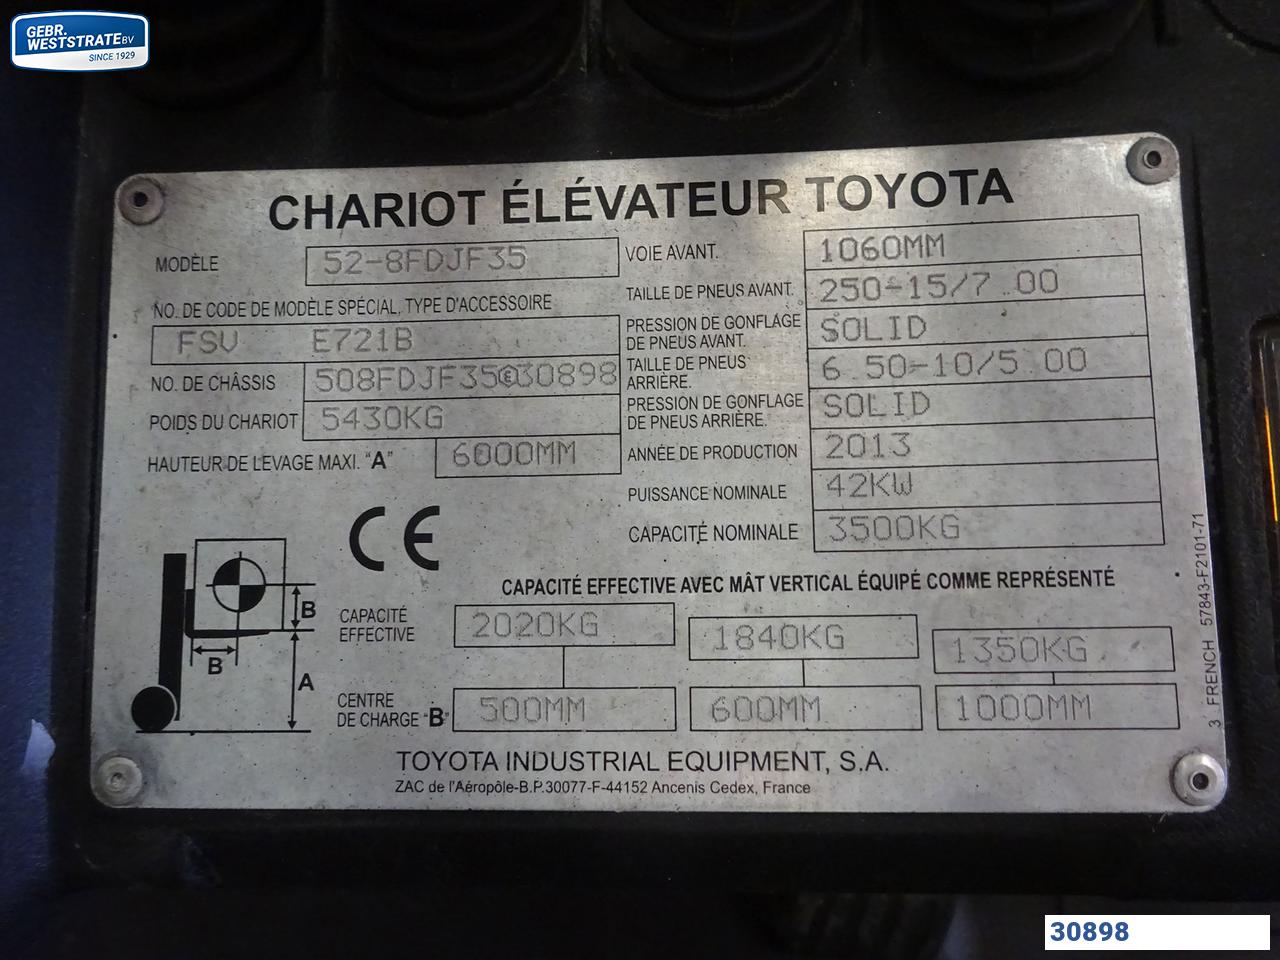 GEBR.
WESTSTRATE BV
SINCE 1929
CHARIOT ÉLÉVATEUR TOYOTA
MODÈLE 52-8FDJF35
NO. DE CODE DE MODÈLE SPÉCIAL, TYPE D'ACCESSOIRE
FSV E721B
NO. DE CHÂSSIS 508FDJF35Ⓔ30898
POIDS DU CHARIOT 5430KG
HAUTEUR DE LEVAGE MAXI. "A" 6000MM
VOIE AVANT. 1060MM
TAILLE DE PNEUS AVANT. 250-15/7.00
PRESSION DE GONFLAGE
DE PNEUS AVANT. SOLID
TAILLE DE PNEUS
ARRIÈRE. 6.50-10/5.00
PRESSION DE GONFLAGE
DE PNEUS ARRIÈRE. SOLID
ANNÉE DE PRODUCTION 2013
PUISSANCE NOMINALE 42KW
CAPACITÉ NOMINALE 3500KG
CE
CAPACITÉ EFFECTIVE AVEC MÂT VERTICAL ÉQUIPÉ COMME REPRÉSENTÉ
B
B
A
CAPACITÉ
EFFECTIVE 2020KG 1840KG 1350KG
CENTRE
DE CHARGE "B" 500MM 600MM 1000MM
TOYOTA INDUSTRIAL EQUIPMENT, S.A.
ZAC de l'Aéropôle-B.P.30077-F-44152 Ancenis Cedex, France
3 FRENCH 57843-F2101-71
30898